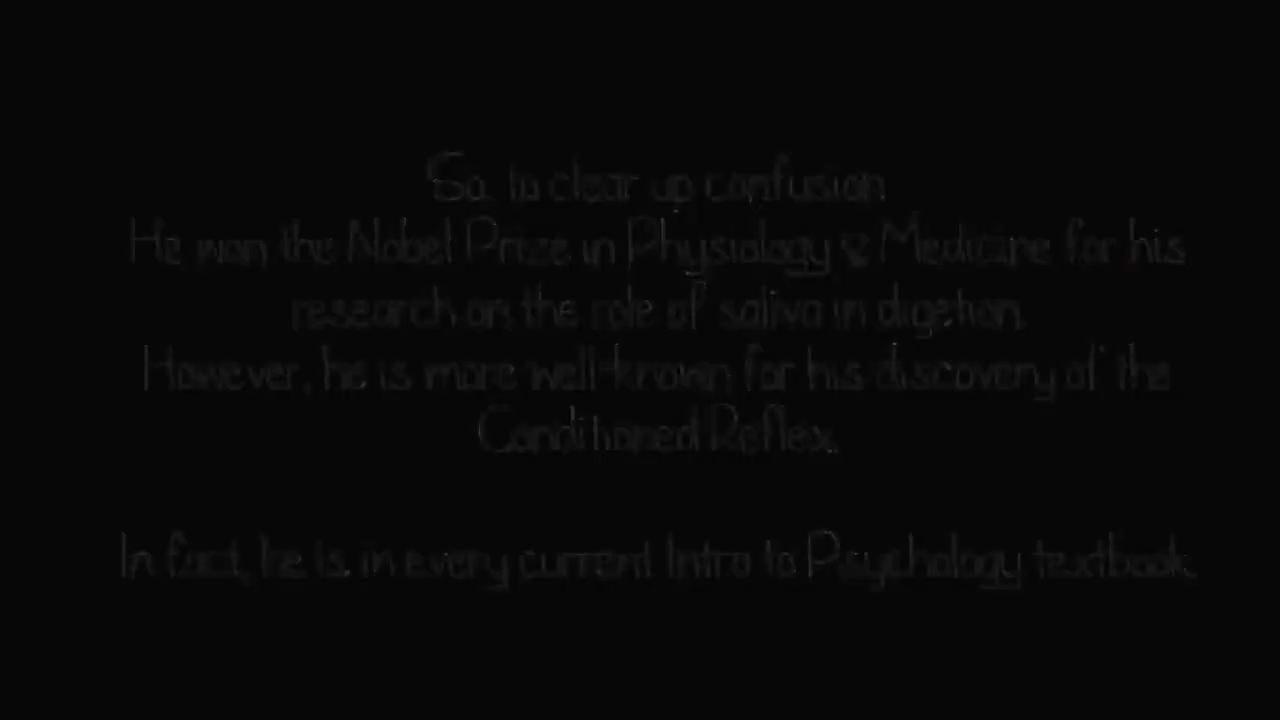 So, to clear up confusion
He won the Nobel Prize in Physiology & Medicine for his
research on the role of saliva in digetion.
However, he is more well-known for his discovery of the
Conditioned Reflex.
In fact, he is in every current Intro to Psychology textbook.